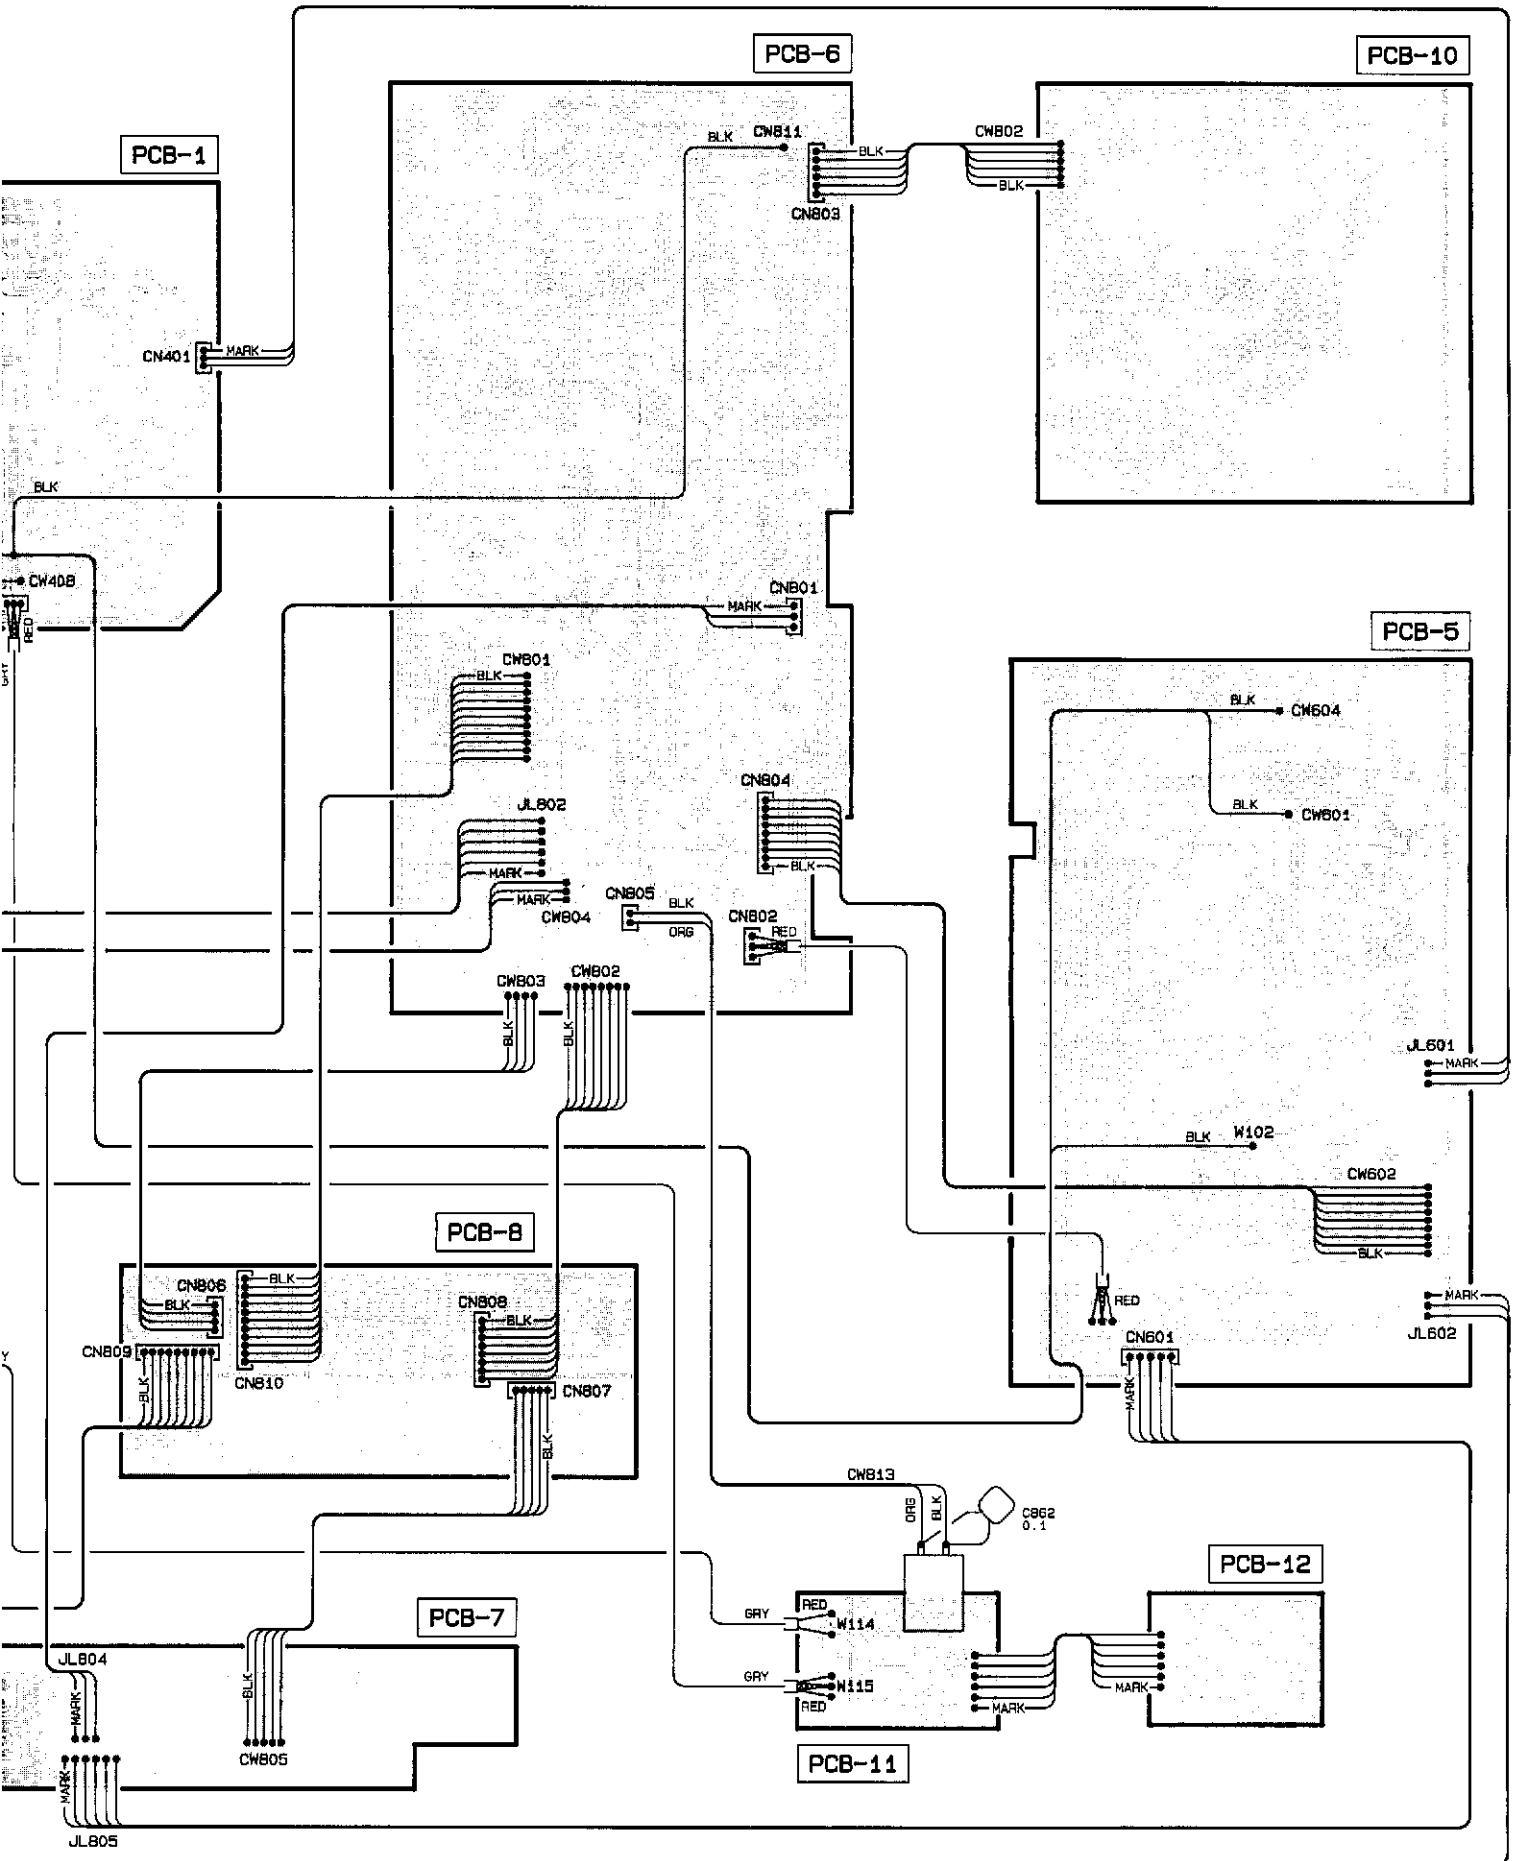 PCB-6
PCB-10
BLK
CW811
CW802
PCB-1
BLK
BLK
CN803
CN401
MARK
BLK
CW408
RED
CN801
MARK
PCB-5
CW801
BLK
BLK
CW604
CN804
JL802
BLK
CW601
BLK
MARK
MARK
CW804
CN805
BLK
ORG
CN802
RED
CW803
CW802
BLK
BLK
JL601
MARK
BLK
W102
CW602
BLK
PCB-8
CN806
BLK
BLK
CN808
BLK
RED
MARK
JL602
CN601
CN809
BLK
CN810
CN807
BLK
MARK
CW813
ORG
BLK
C862
0.1
PCB-12
PCB-7
RED
GRY
W114
JL804
MARK
BLK
GRY
W115
RED
MARK
MARK
CW805
PCB-11
MARK
JL805